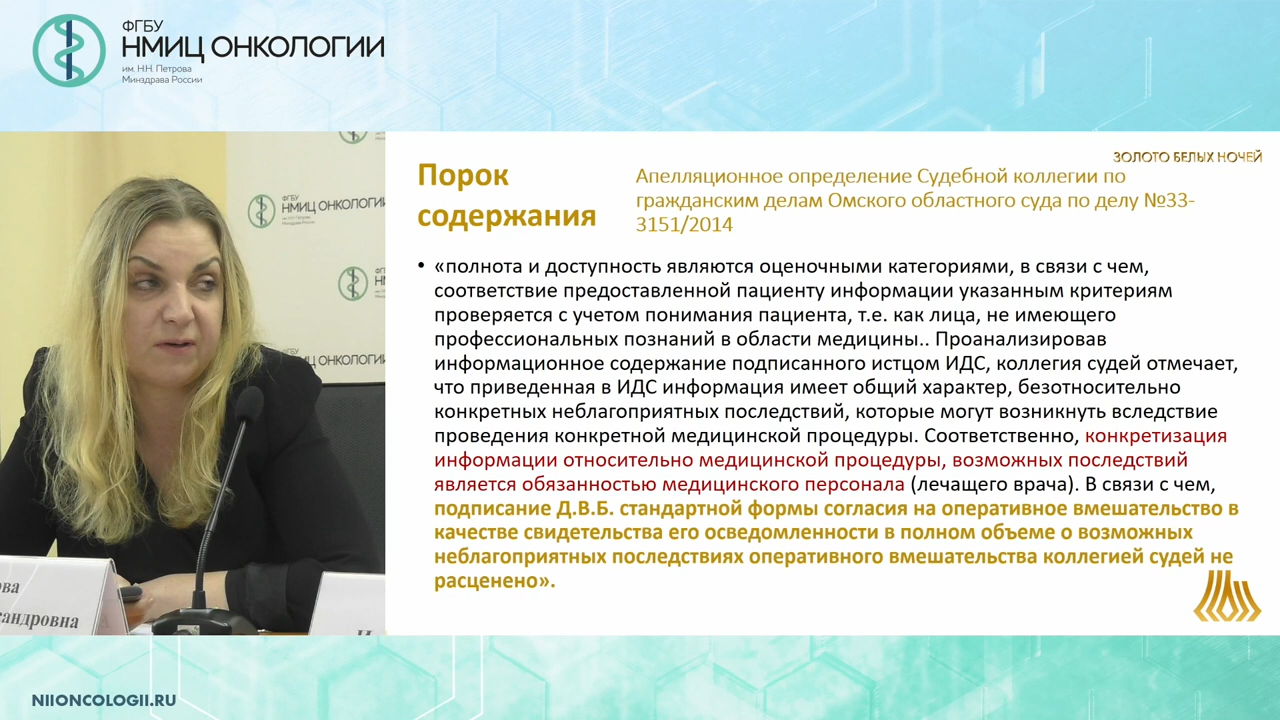 ФГБУ
НМИЦ ОНКОЛОГИИ
им. Н.Н. Петрова
Минздрава России
ФГБУ
НМИЦ ОНКОЛОГИИ
НМИЦ ОНКОЛОГИИ
сандровна
ЗОЛОТО БЕЛЫХ НОЧЕЙ
Порок
содержания
Апелляционное определение Судебной коллегии по
гражданским делам Омского областного суда по делу №33-
3151/2014
• «полнота и доступность являются оценочными категориями, в связи с чем,
соответствие предоставленной пациенту информации указанным критериям
проверяется с учетом понимания пациента, т.е. как лица, не имеющего
профессиональных познаний в области медицины.. Проанализировав
информационное содержание подписанного истцом ИДС, коллегия судей отмечает,
что приведенная в ИДС информация имеет общий характер, безотносительно
конкретных неблагоприятных последствий, которые могут возникнуть вследствие
проведения конкретной медицинской процедуры. Соответственно, конкретизация
информации относительно медицинской процедуры, возможных последствий
является обязанностью медицинского персонала (лечащего врача). В связи с чем,
подписание Д.В.Б. стандартной формы согласия на оперативное вмешательство в
качестве свидетельства его осведомленности в полном объеме о возможных
неблагоприятных последствиях оперативного вмешательства коллегией судей не
расценено».
NIIONCOLOGII.RU